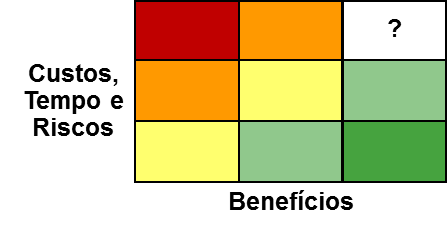 ?
Custos,
Tempo e
Riscos
Benefícios